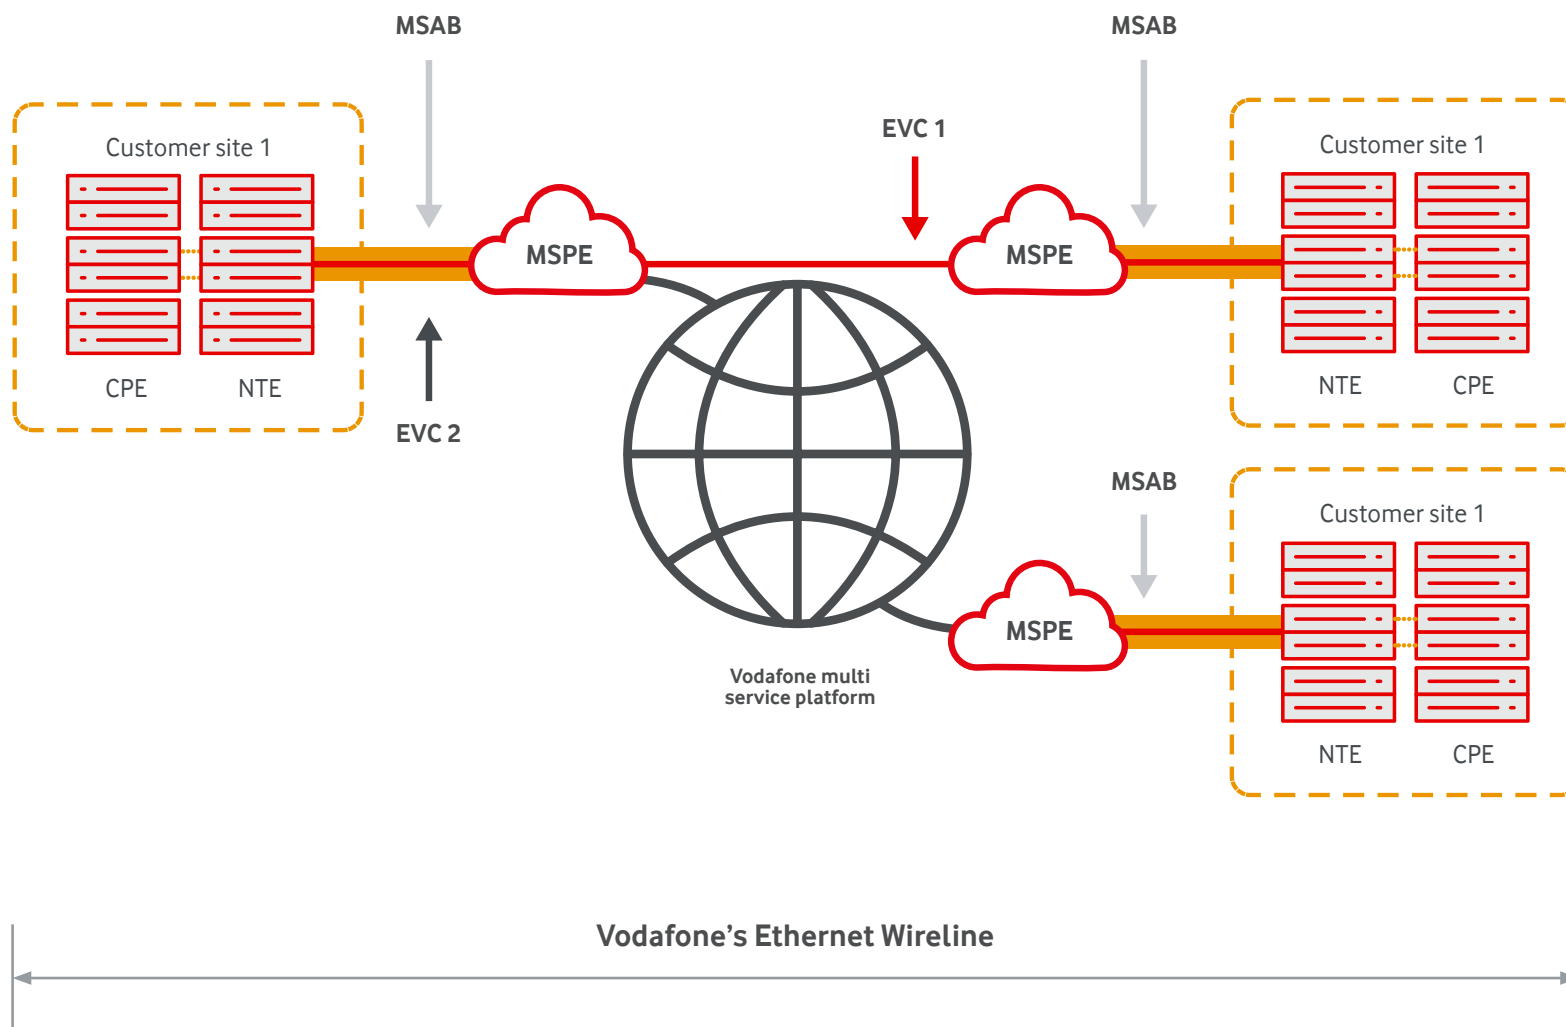 MSAB
MSAB
EVC 1
Customer site 1
Customer site 1
MSPE
MSPE
CPE
NTE
NTE
CPE
EVC 2
MSAB
Customer site 1
MSPE
Vodafone multi
service platform
NTE
CPE
Vodafone’s Ethernet Wireline